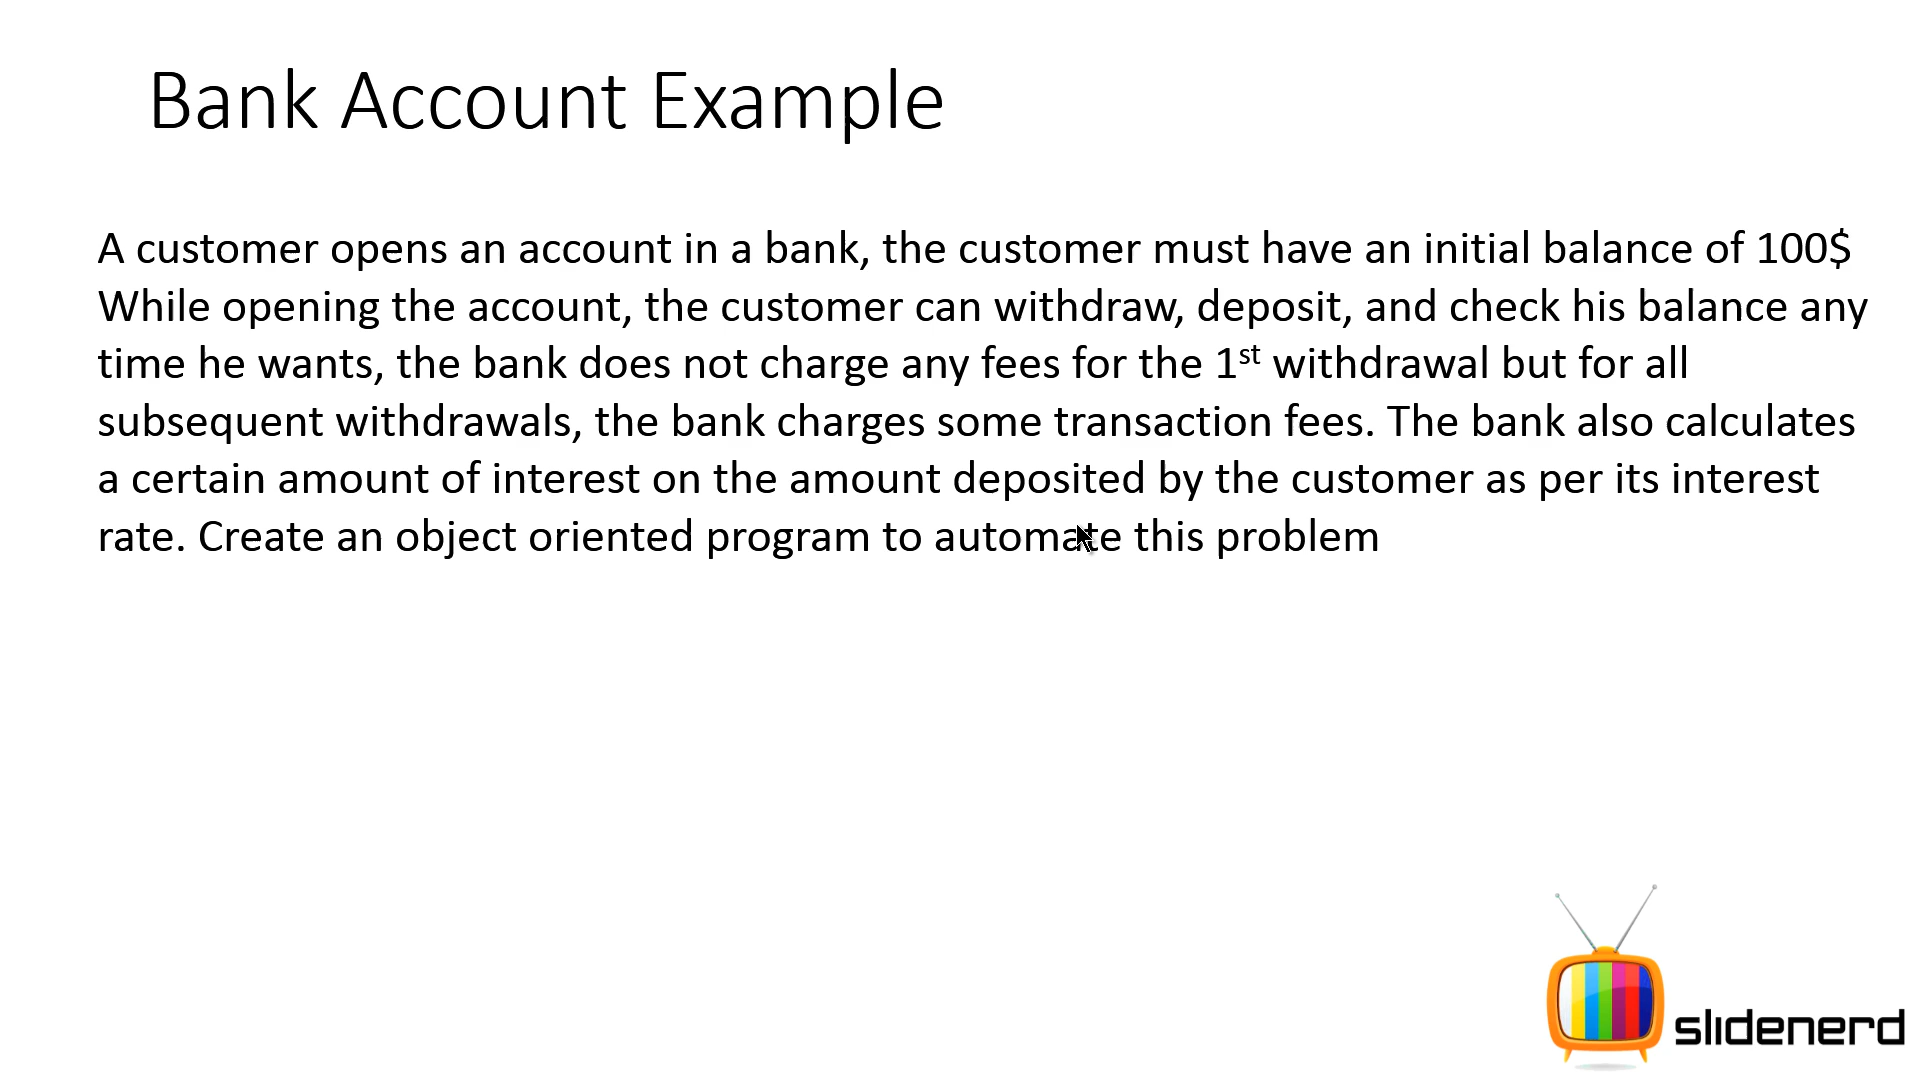 Bank Account Example
A customer opens an account in a bank, the customer must have an initial balance of 100$
While opening the account, the customer can withdraw, deposit, and check his balance any
time he wants, the bank does not charge any fees for the 1st withdrawal but for all
subsequent withdrawals, the bank charges some transaction fees. The bank also calculates
a certain amount of interest on the amount deposited by the customer as per its interest
rate. Create an object oriented program to automate this problem
slidenerd